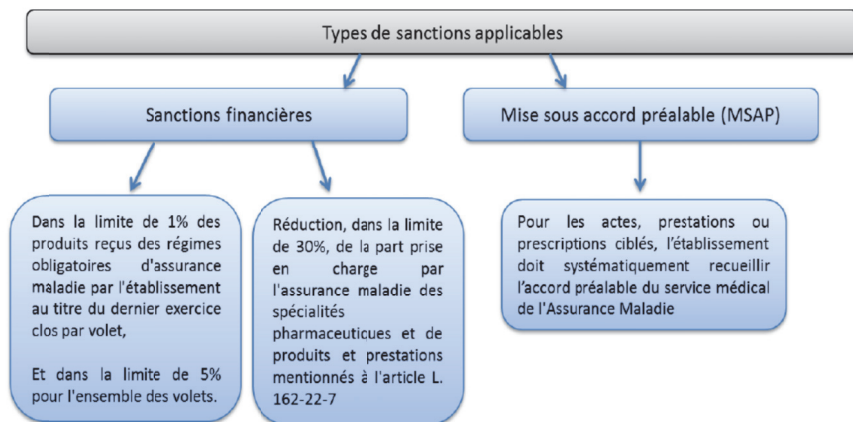 Types de sanctions applicables
Sanctions financières
Mise sous accord préalable (MSAP)
Dans la limite de 1% des
produits reçus des régimes
obligatoires d'assurance
maladie par l'établissement
au titre du dernier exercice
clos par volet,
Et dans la limite de 5%
pour l'ensemble des volets.
Réduction, dans la limite
de 30%, de la part prise
en charge par
l'assurance maladie des
spécialités
pharmaceutiques et de
produits et prestations
mentionnés à l'article L.
162-22-7
Pour les actes, prestations ou
prescriptions ciblés, l'établissement
doit systématiquement recueillir
l'accord préalable du service médical
de l'Assurance Maladie